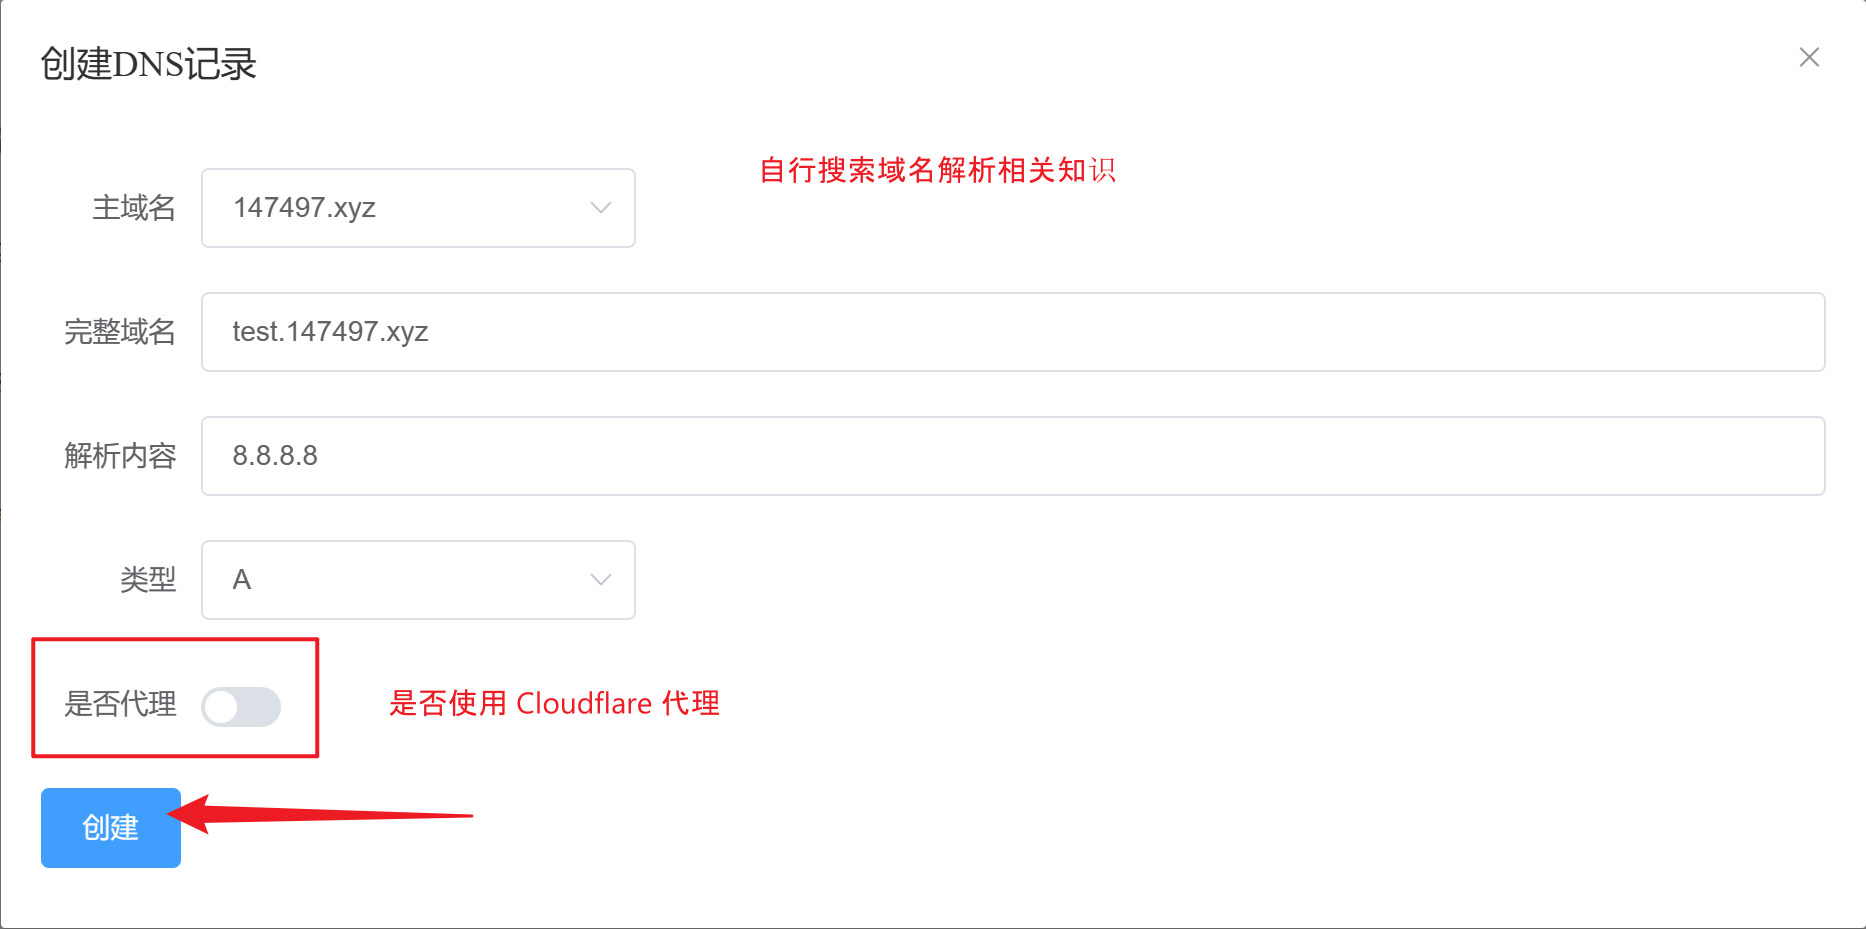 创建DNS记录
自行搜索域名解析相关知识
主域名 147497.xyz
完整域名 test.147497.xyz
解析内容 8.8.8.8
类型 A
是否代理 是否使用 Cloudflare 代理
创建